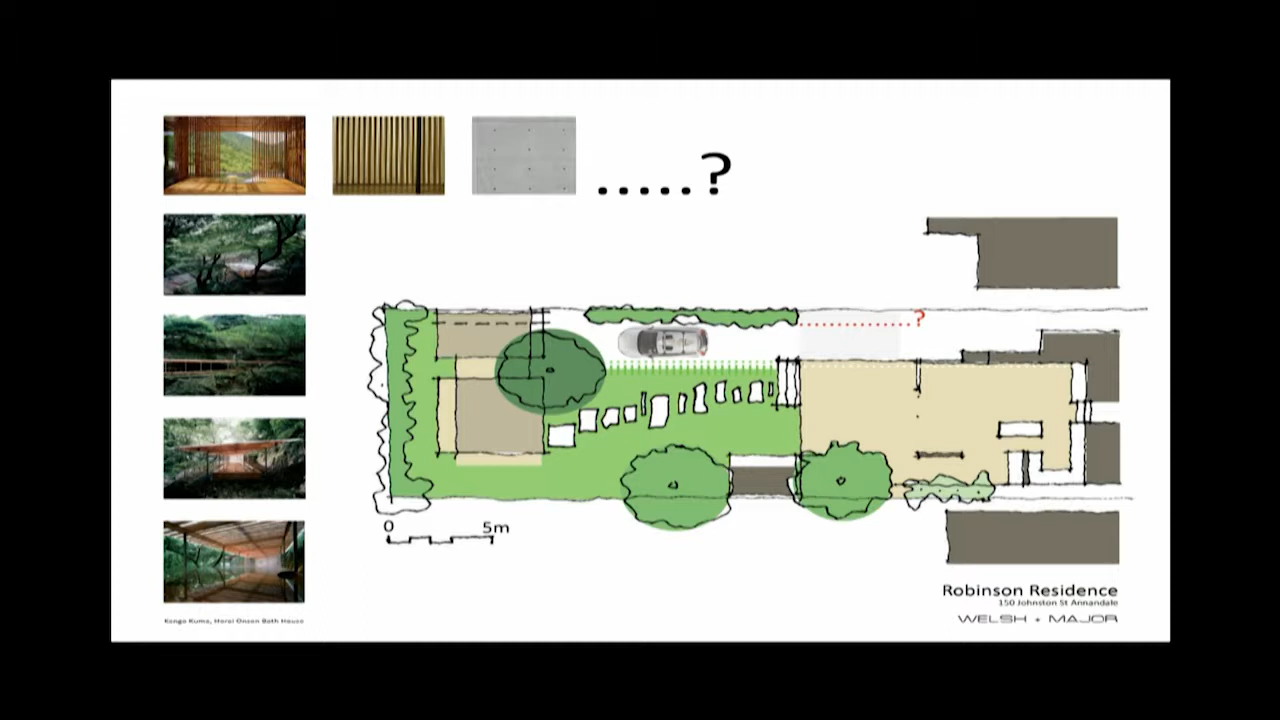 .....?
?
0 5m
Robinson Residence
150 Johnston St Annandale
WELSH + MAJOR
Kengo Kuma, Horai Onsen Bath House